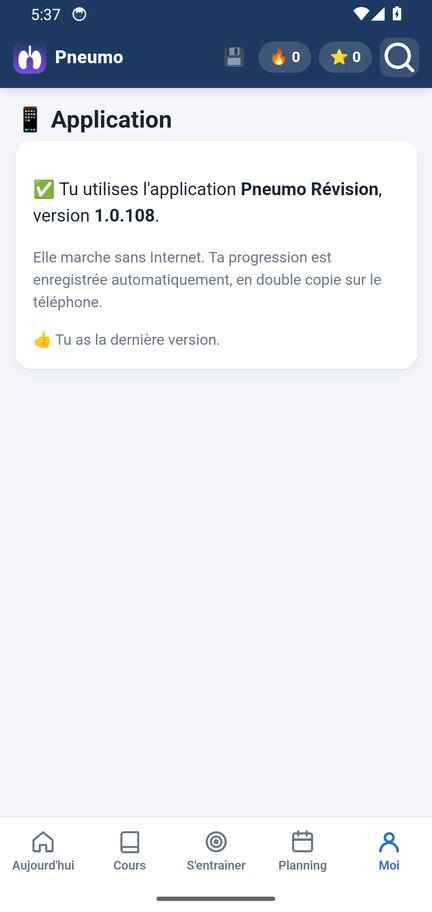 5:37
Pneumo
💾 🔥 0 ⭐ 0
📱 Application
✅ Tu utilises l'application Pneumo Révision,
version 1.0.108.
Elle marche sans Internet. Ta progression est
enregistrée automatiquement, en double copie sur le
téléphone.
👍 Tu as la dernière version.
Aujourd'hui Cours S'entraîner Planning Moi